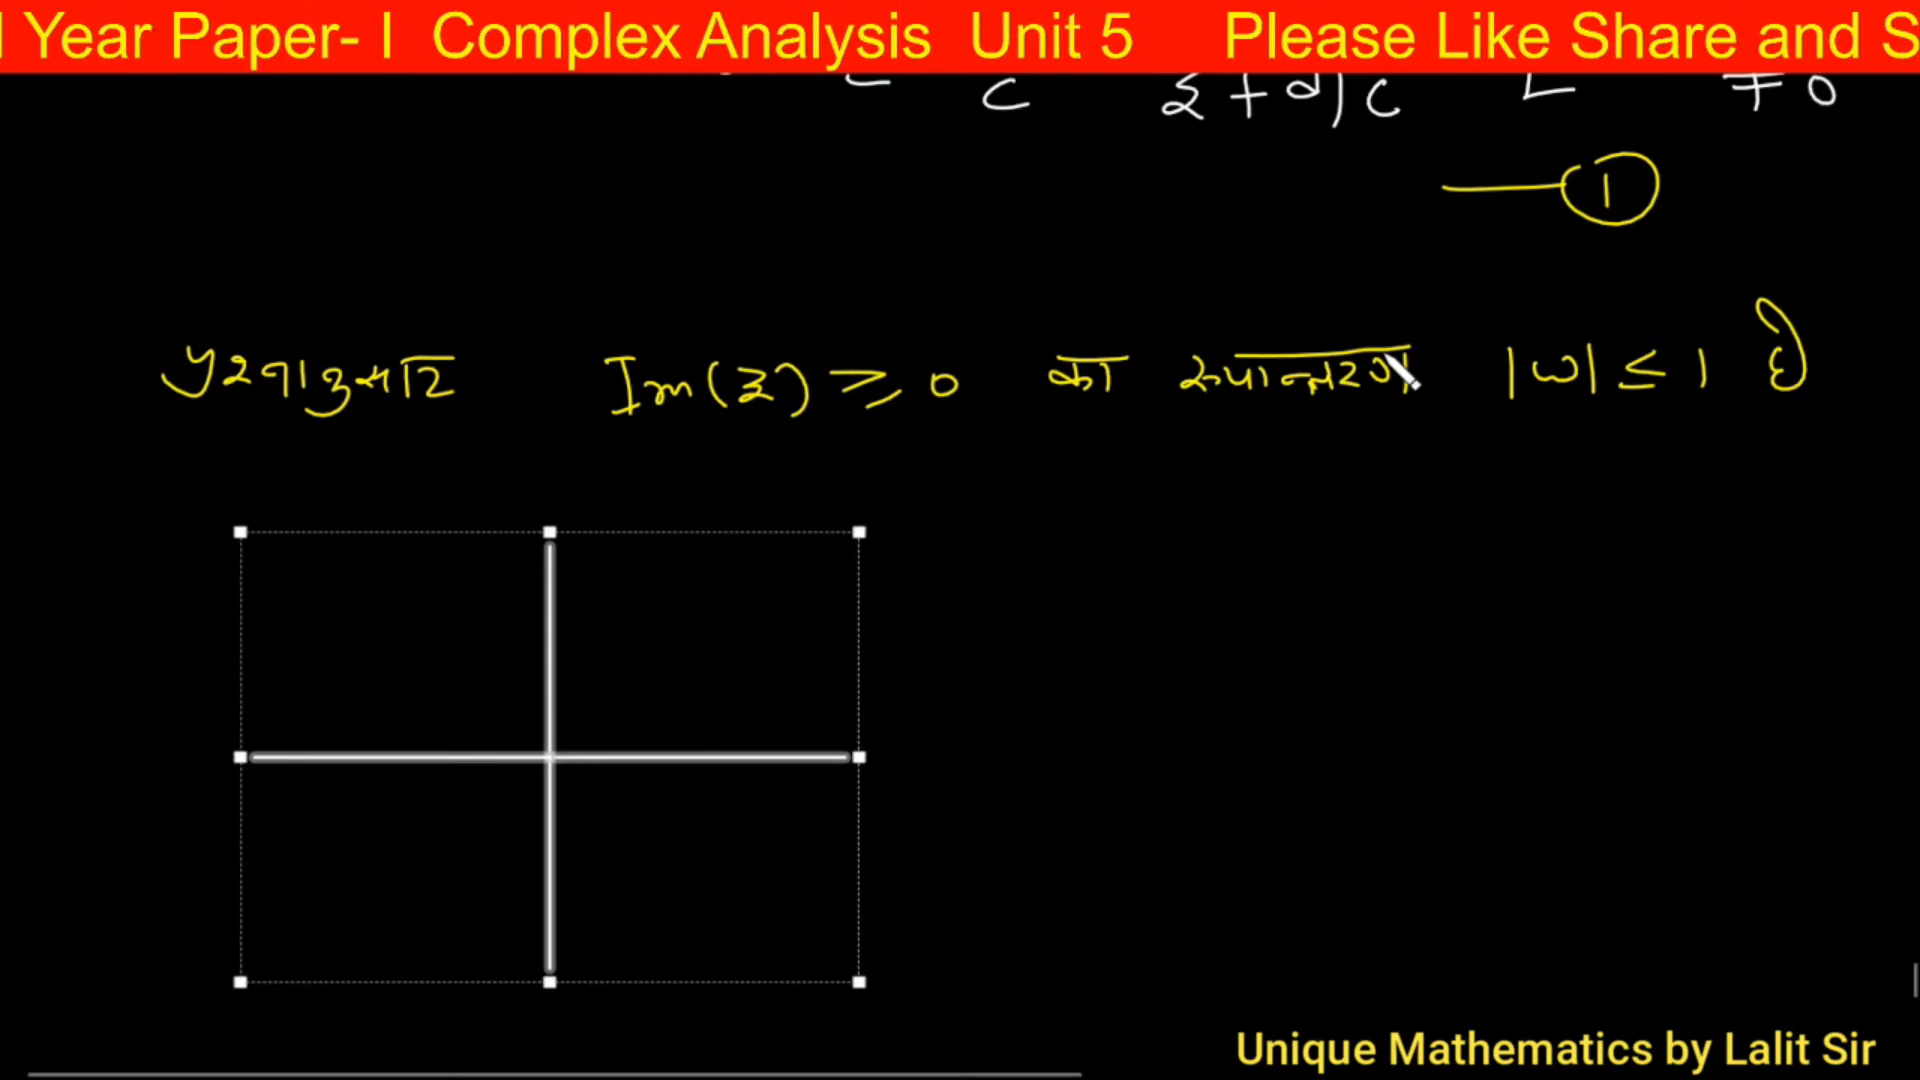 Year Paper- I Complex Analysis Unit 5 Please Like Share and S
c z+d/c ≠0
1
प्रश्नानुसार Im(z) ≥ 0 का रूपान्तरण |w| ≤ 1 है
Unique Mathematics by Lalit Sir